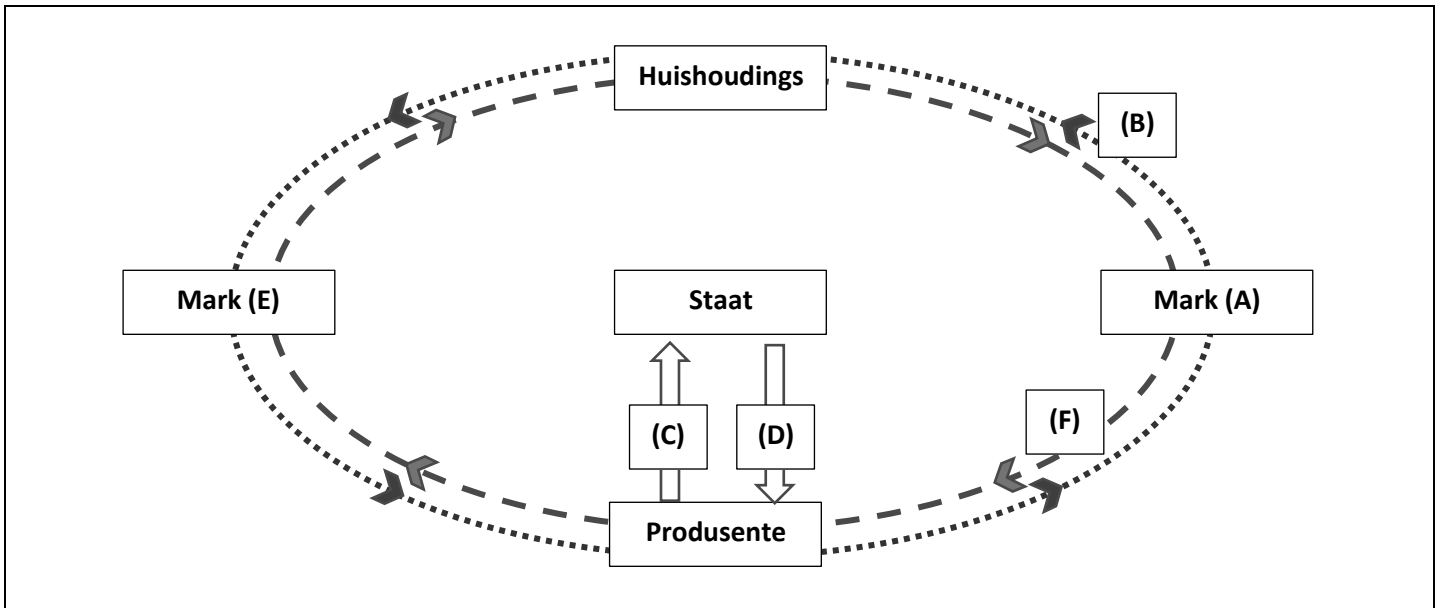 Huishoudings
(B)
Mark (E)
Staat
Mark (A)
(C)
(D)
(F)
Produsente